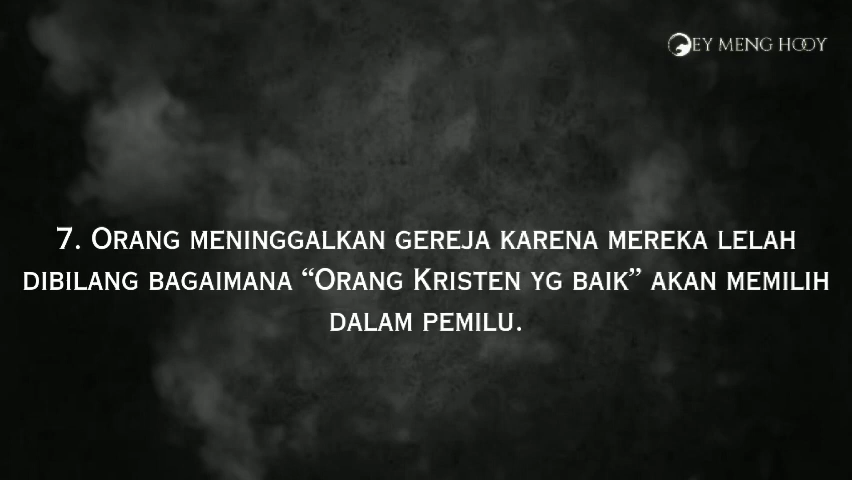 EY MENG HOOY
7. Orang meninggalkan gereja karena mereka lelah
dibilang bagaimana “Orang Kristen yg baik” akan memilih
dalam pemilu.